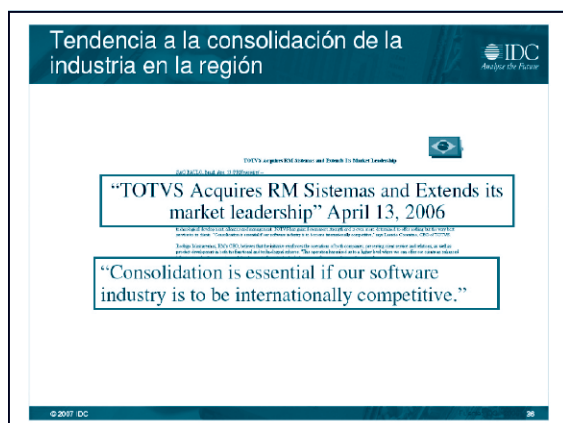 Tendencia a la consolidación de la
industria en la región
IDC
Analyze the Future
TOTVS Acquires RM Sistemas and Extends Its Market Leadership
“TOTVS Acquires RM Sistemas and Extends its
market leadership” April 13, 2006
“Consolidation is essential if our software
industry is to be internationally competitive.”
© 2007 IDC
36